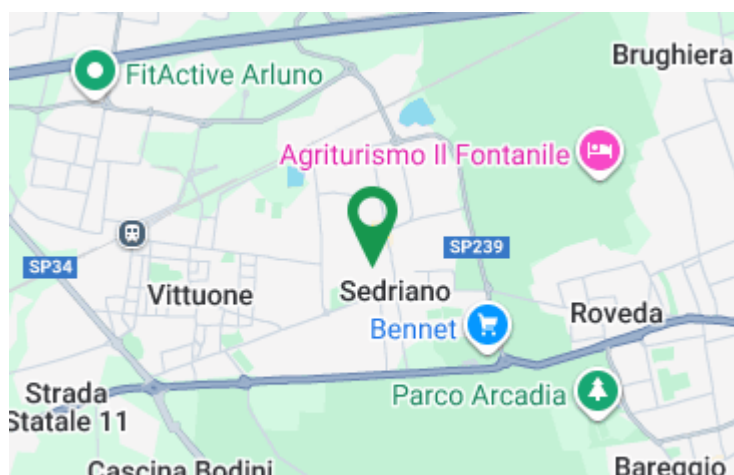 Brughiera
FitActive Arluno
Agriturismo Il Fontanile
SP239
SP34
Vittuone
Sedriano
Bennet
Roveda
Strada
Statale 11
Parco Arcadia
Cascina Bodini
Bareggio